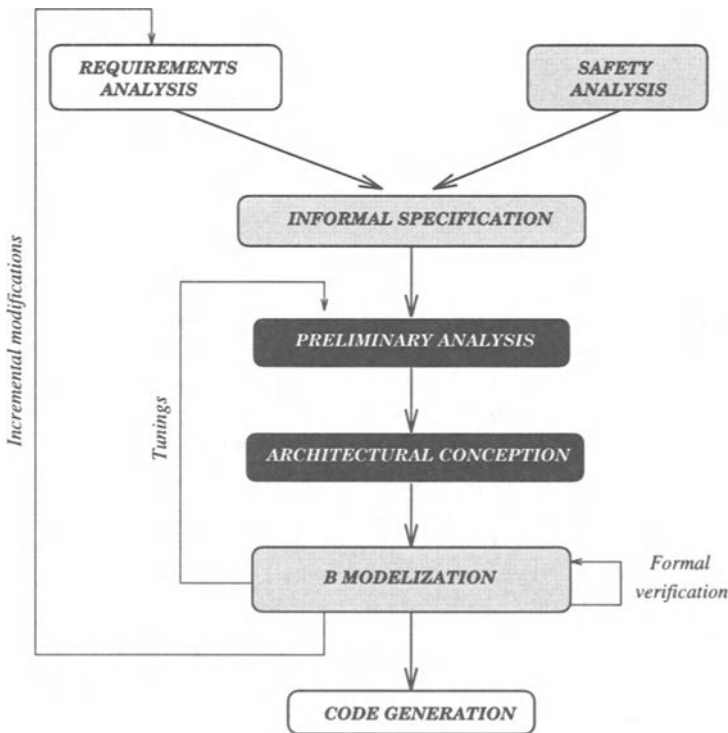 REQUIREMENTS
ANALYSIS
SAFETY
ANALYSIS
INFORMAL SPECIFICATION
Incremental modifications
PRELIMINARY ANALYSIS
Tunings
ARCHITECTURAL CONCEPTION
B MODELIZATION
Formal
verification
CODE GENERATION